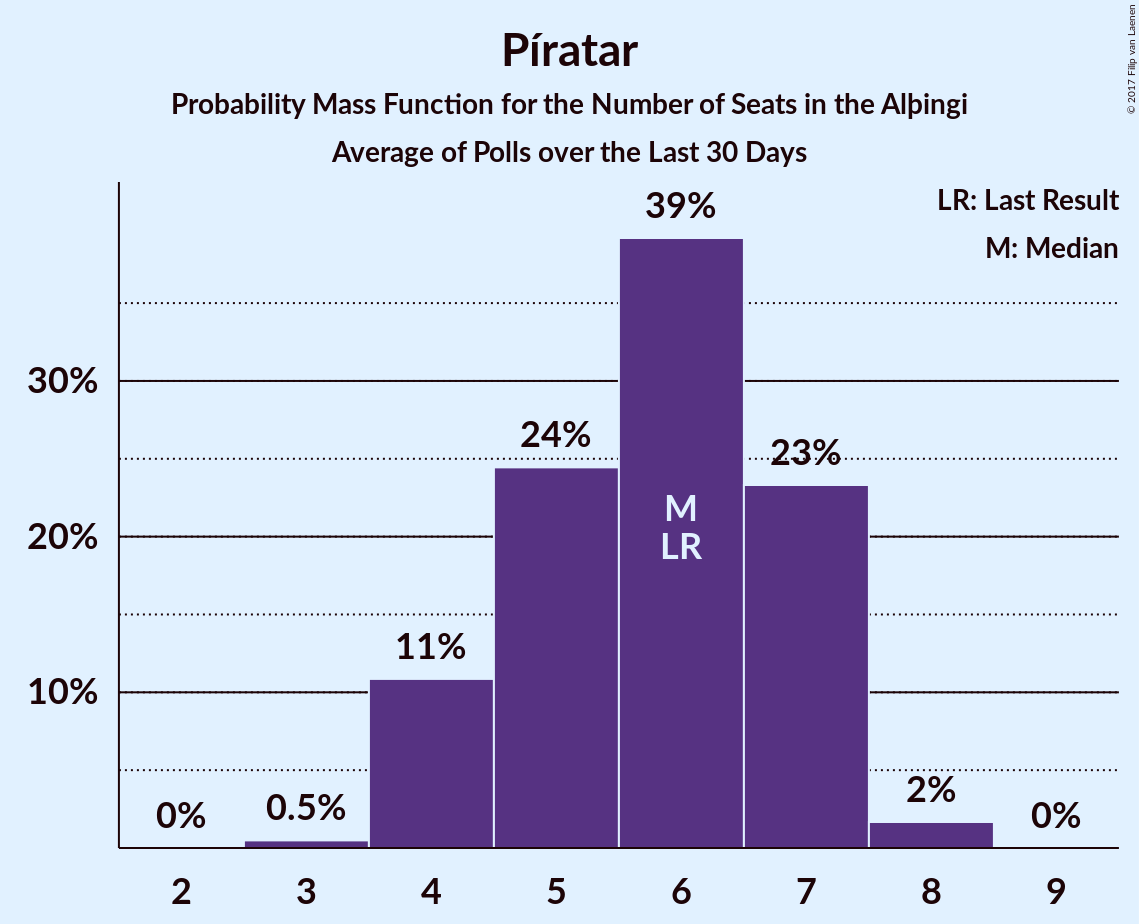 Píratar
Probability Mass Function for the Number of Seats in the Alþingi
Average of Polls over the Last 30 Days
© 2017 Filip van Laenen
LR: Last Result
M: Median
39%
30%
24%
23%
M
LR
20%
11%
10%
0%
0.5%
2%
0%
2 3 4 5 6 7 8 9